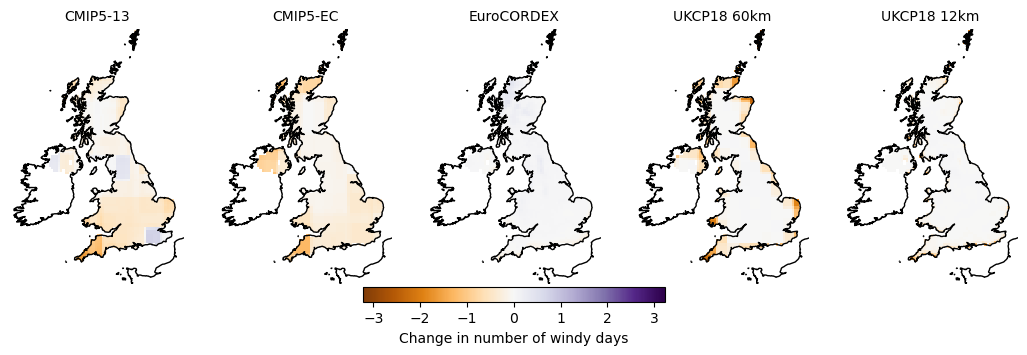 CMIP5-13 CMIP5-EC EuroCORDEX UKCP18 60km UKCP18 12km
−3 −2 −1 0 1 2 3
Change in number of windy days